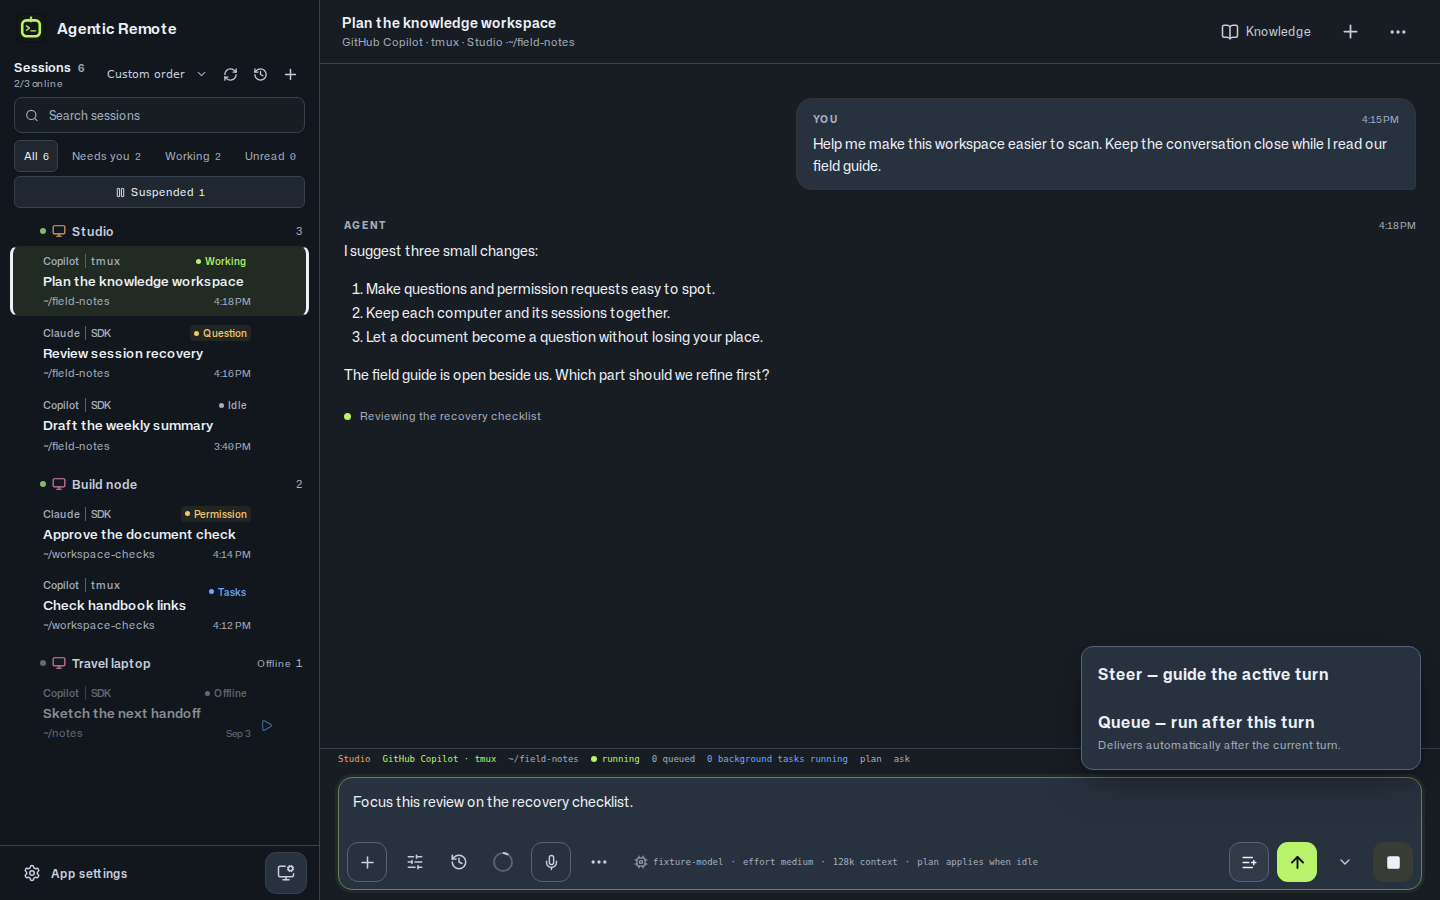 Agentic Remote
Sessions 6
2/3 online
Custom order
Search sessions
All 6
Needs you 2
Working 2
Unread 0
Suspended 1
Studio 3
Copilot | tmux
Working
Plan the knowledge workspace
~/field-notes
4:18 PM
Claude | SDK
Question
Review session recovery
~/field-notes
4:16 PM
Copilot | SDK
Idle
Draft the weekly summary
~/field-notes
3:40 PM
Build node 2
Claude | SDK
Permission
Approve the document check
~/workspace-checks
4:14 PM
Copilot | tmux
Tasks
Check handbook links
~/workspace-checks
4:12 PM
Travel laptop
Offline 1
Copilot | SDK
Offline
Sketch the next handoff
~/notes
Sep 3
App settings
Plan the knowledge workspace
GitHub Copilot · tmux · Studio · ~/field-notes
Knowledge
YOU
4:15 PM
Help me make this workspace easier to scan. Keep the conversation close while I read our
field guide.
AGENT
4:18 PM
I suggest three small changes:
1. Make questions and permission requests easy to spot.
2. Keep each computer and its sessions together.
3. Let a document become a question without losing your place.
The field guide is open beside us. Which part should we refine first?
Reviewing the recovery checklist
Steer — guide the active turn
Queue — run after this turn
Delivers automatically after the current turn.
Studio GitHub Copilot · tmux ~/field-notes running 0 queued 0 background tasks running plan ask
Focus this review on the recovery checklist.
fixture-model · effort medium · 128k context · plan applies when idle